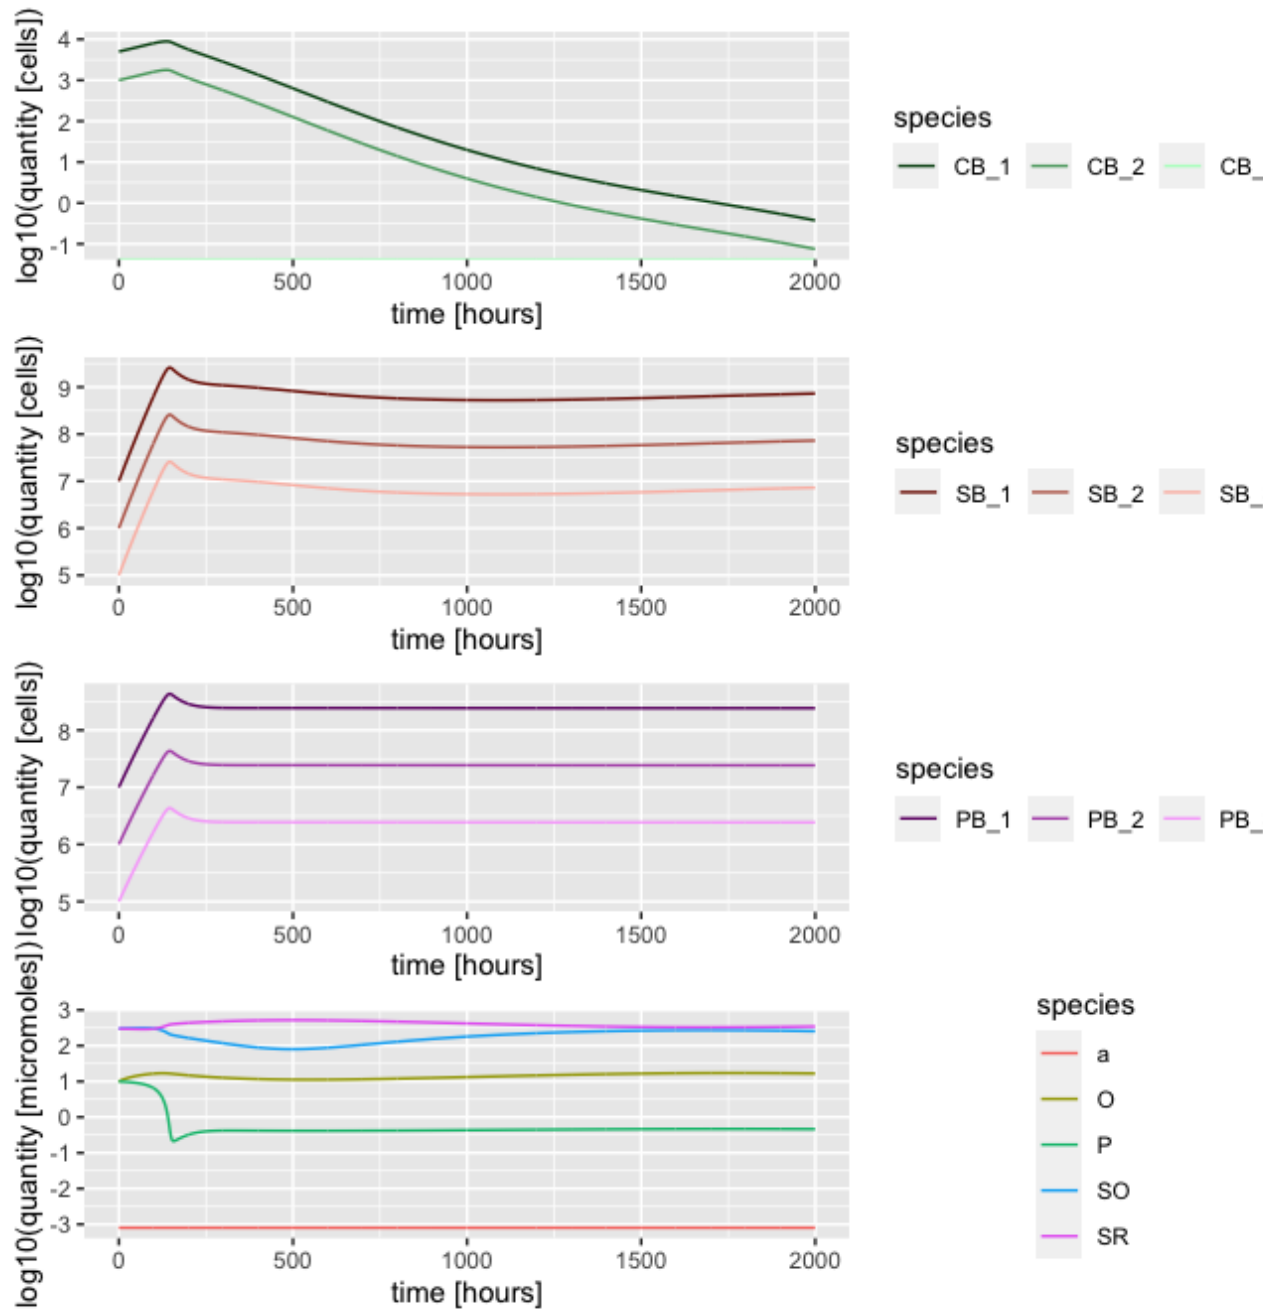 log10(quantity [cells])
4
3
2
1
0
-1
0 500 1000 1500 2000
time [hours]
species
CB_1 CB_2 CB_
log10(quantity [cells])
9
8
7
6
5
0 500 1000 1500 2000
time [hours]
species
SB_1 SB_2 SB_
log10(quantity [cells])
8
7
6
5
0 500 1000 1500 2000
time [hours]
species
PB_1 PB_2 PB_
log10(quantity [micromoles])
3
2
1
0
-1
-2
-3
0 500 1000 1500 2000
time [hours]
species
a
O
P
SO
SR